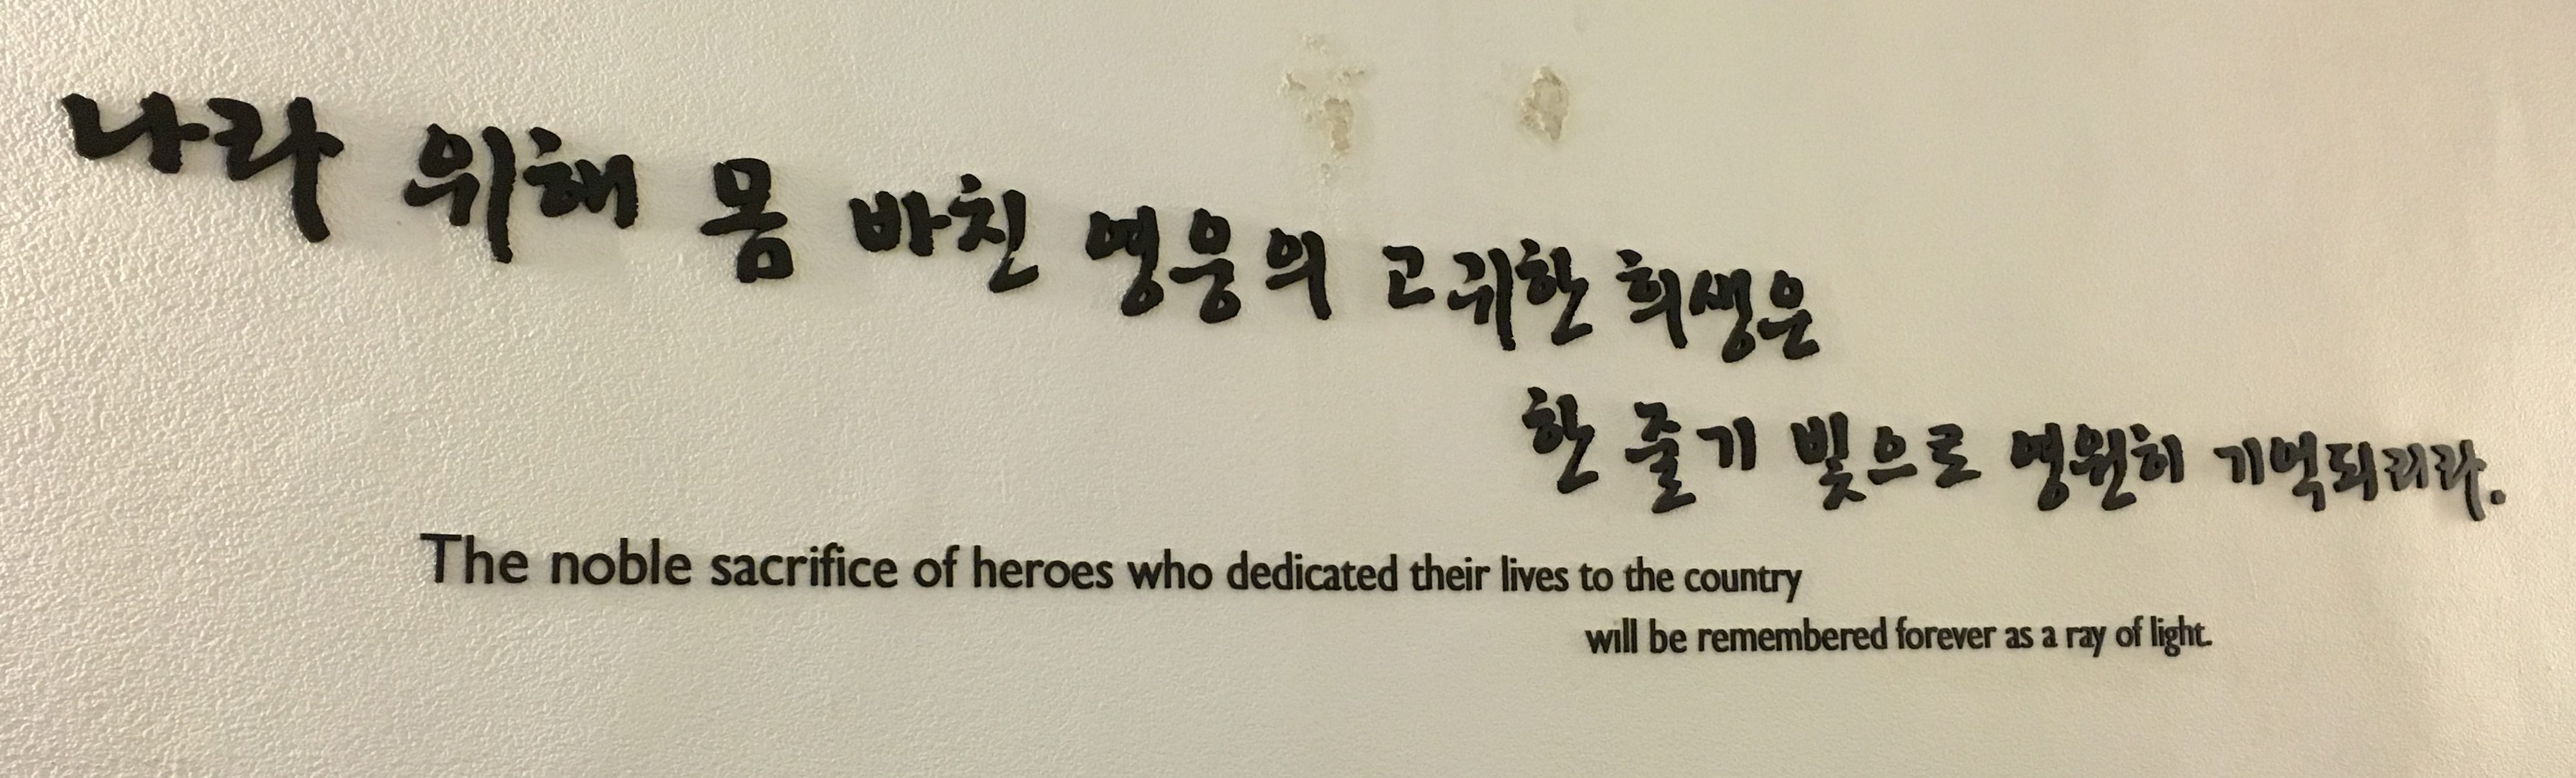 나라 위해 몸 바친 영웅의 고귀한 희생은
한 줄기 빛으로 영원히 기억되리라.
The noble sacrifice of heroes who dedicated their lives to the country
will be remembered forever as a ray of light.